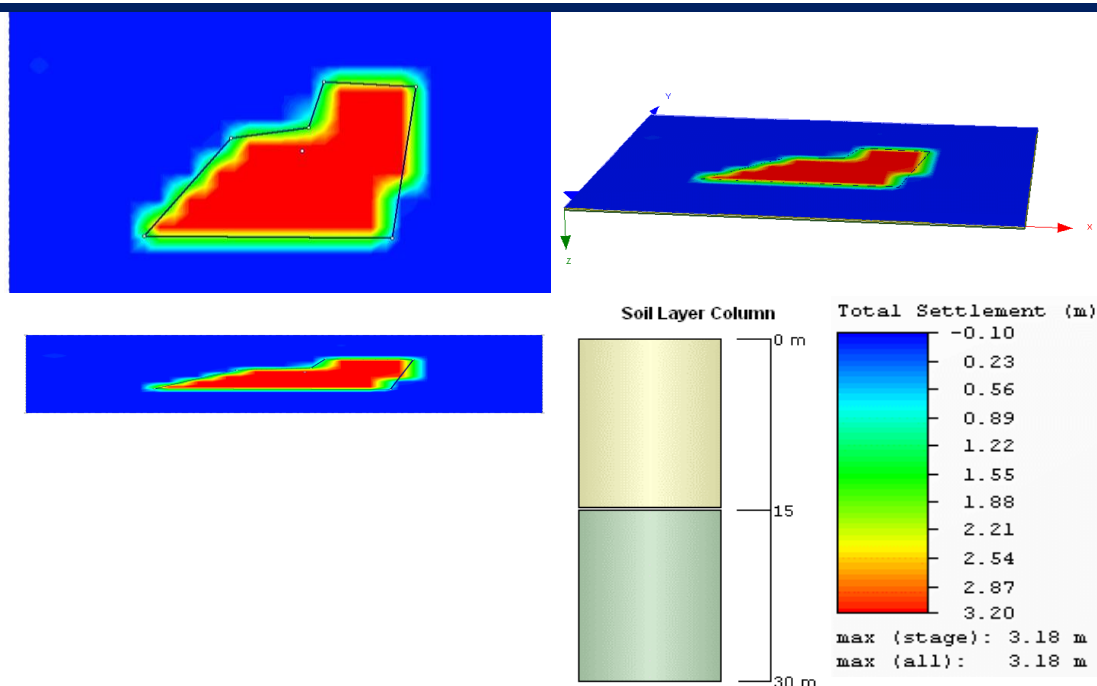 Y
X
Z
Soil Layer Column
0 m
15
30 m
Total Settlement (m)
-0.10
0.23
0.56
0.89
1.22
1.55
1.88
2.21
2.54
2.87
3.20
max (stage): 3.18 m
max (all): 3.18 m